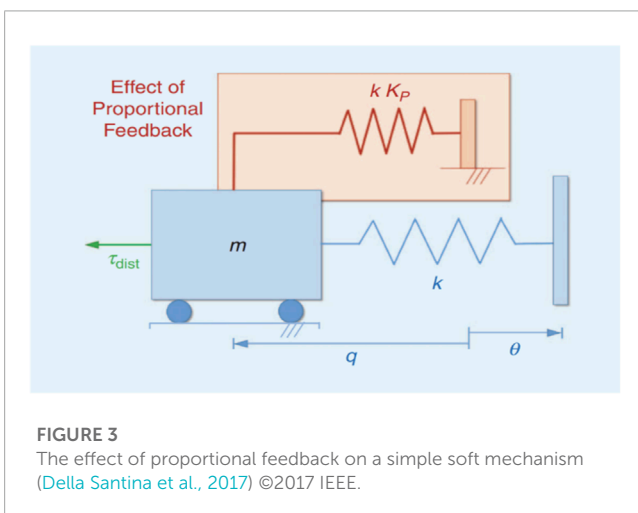 Effect of
Proportional
Feedback
k K_P
τ_dist
m
k
q
θ
FIGURE 3
The effect of proportional feedback on a simple soft mechanism
(Della Santina et al., 2017) ©2017 IEEE.